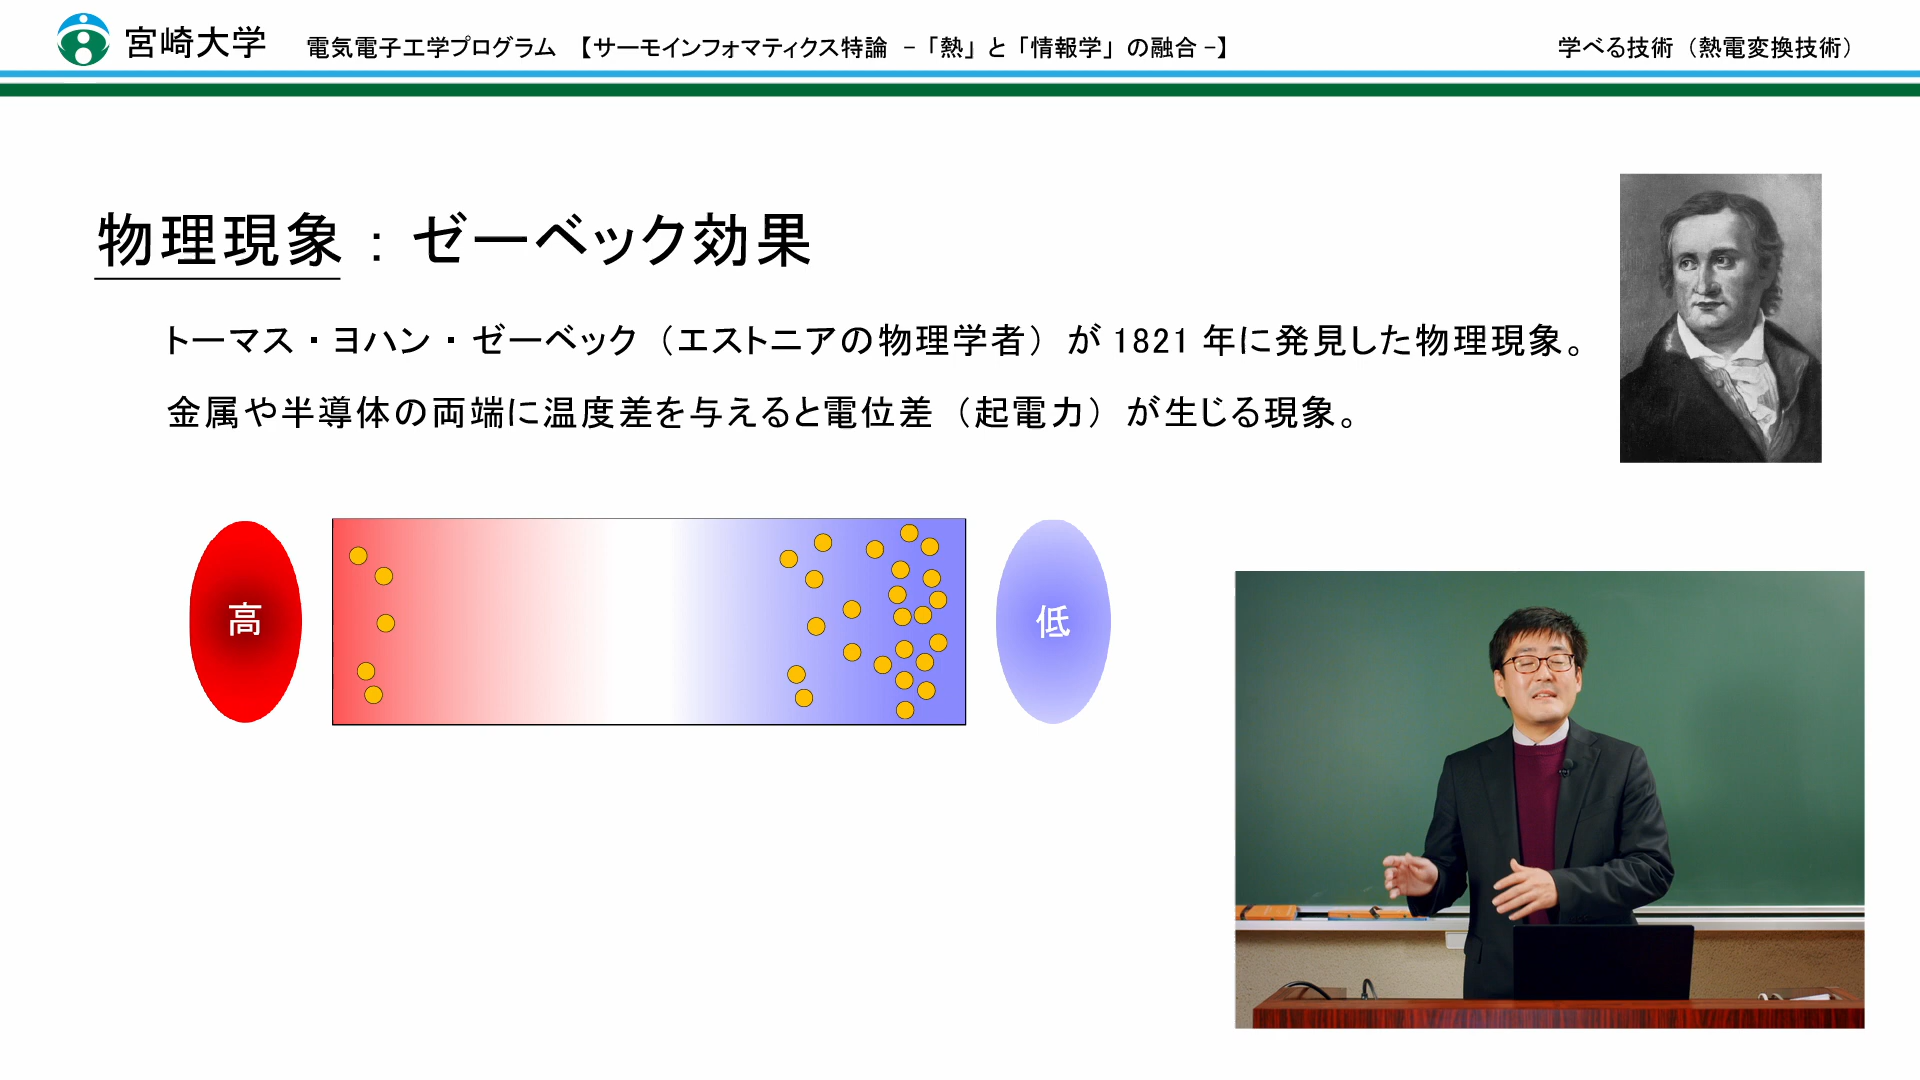 宮崎大学
電気電子工学プログラム 【サーモインフォマティクス特論 －「熱」と「情報学」の融合－】
学べる技術（熱電変換技術）
物理現象：ゼーベック効果
トーマス・ヨハン・ゼーベック（エストニアの物理学者）が 1821 年に発見した物理現象。
金属や半導体の両端に温度差を与えると電位差（起電力）が生じる現象。
高
低